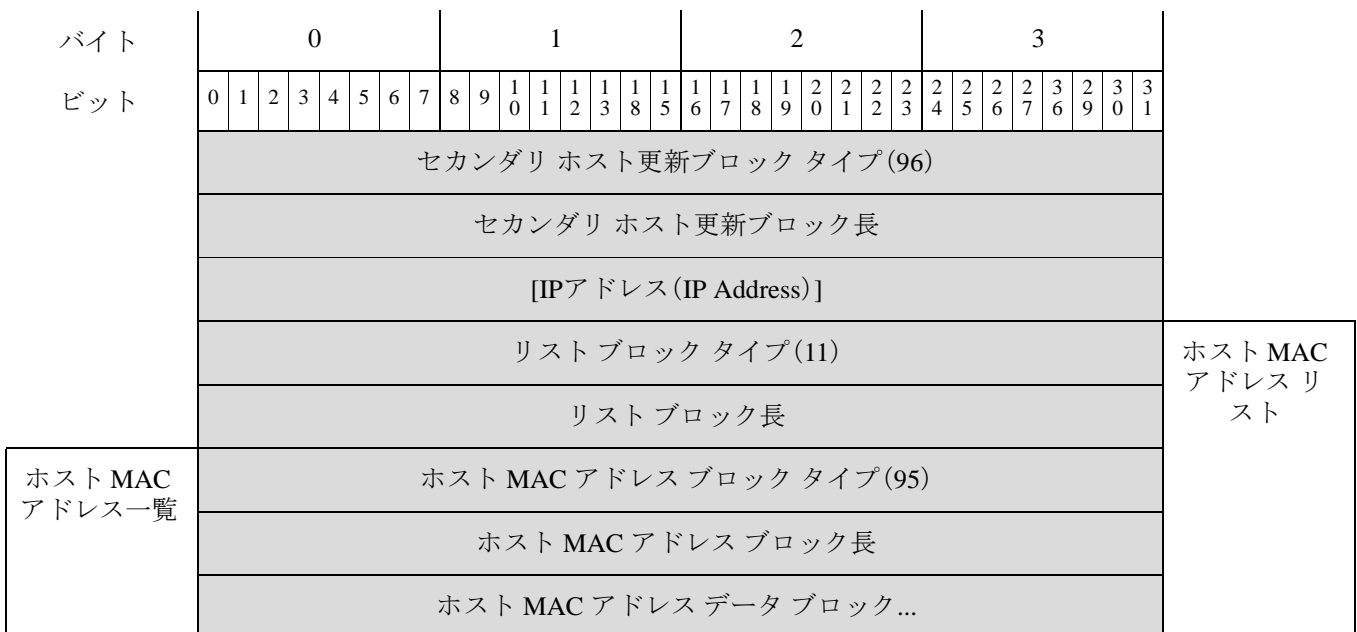 バイト 0 1 2 3
ビット 0 1 2 3 4 5 6 7 8 9 10 11 12 13 18 15 16 17 18 19 20 21 22 23 24 25 26 27 36 29 30 31
セカンダリ ホスト更新ブロック タイプ(96)
セカンダリ ホスト更新ブロック長
[IPアドレス(IP Address)]
リスト ブロック タイプ(11)
リスト ブロック長
ホスト MAC
アドレス リ
スト
ホスト MAC
アドレス一覧
ホスト MAC アドレス ブロック タイプ(95)
ホスト MAC アドレス ブロック長
ホスト MAC アドレス データ ブロック...